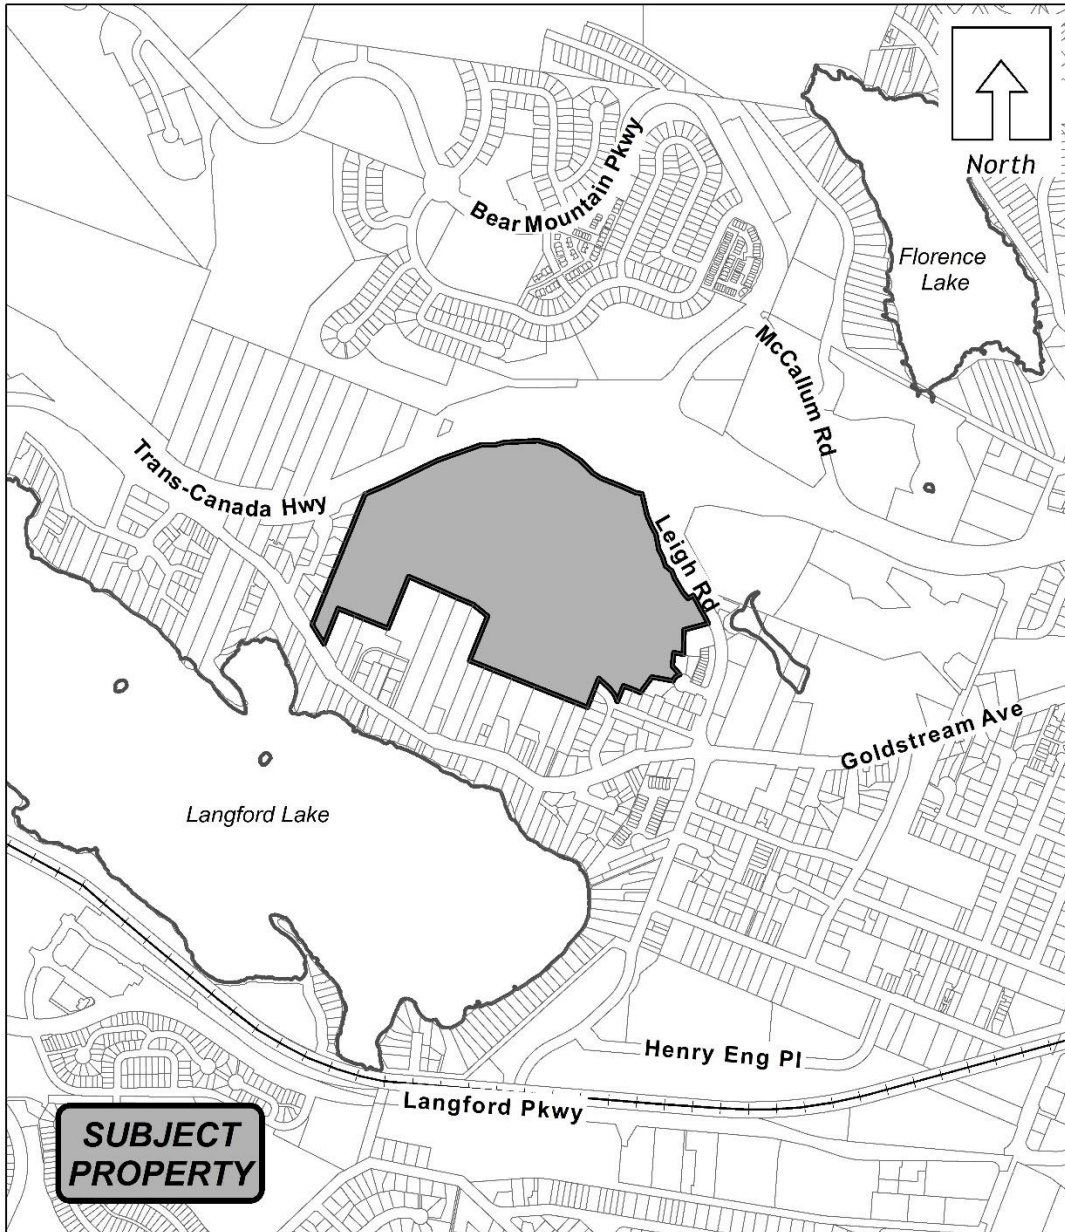 North
Bear Mountain Pkwy
Florence
Lake
McCallum Rd
Trans-Canada Hwy
Leigh Rd
Goldstream Ave
Langford Lake
Henry Eng Pl
Langford Pkwy
SUBJECT
PROPERTY